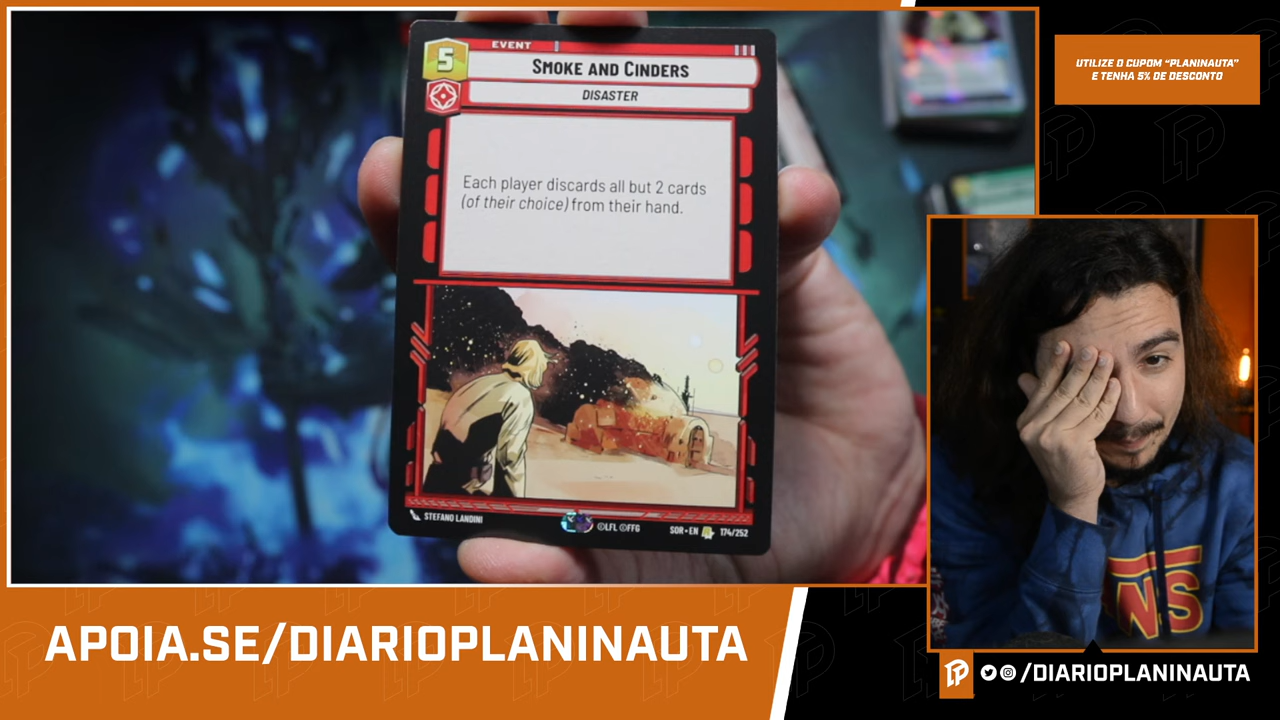 5
EVENT
SMOKE AND CINDERS
DISASTER
Each player discards all but 2 cards
(of their choice) from their hand.
STEFANO LANDINI
©LFL ©FFG
SOR • EN
174/252
UTILIZE O CUPOM “PLANINAUTA”
E TENHA 5% DE DESCONTO
NS
APOIA.SE/DIARIOPLANINAUTA
/DIARIOPLANINAUTA